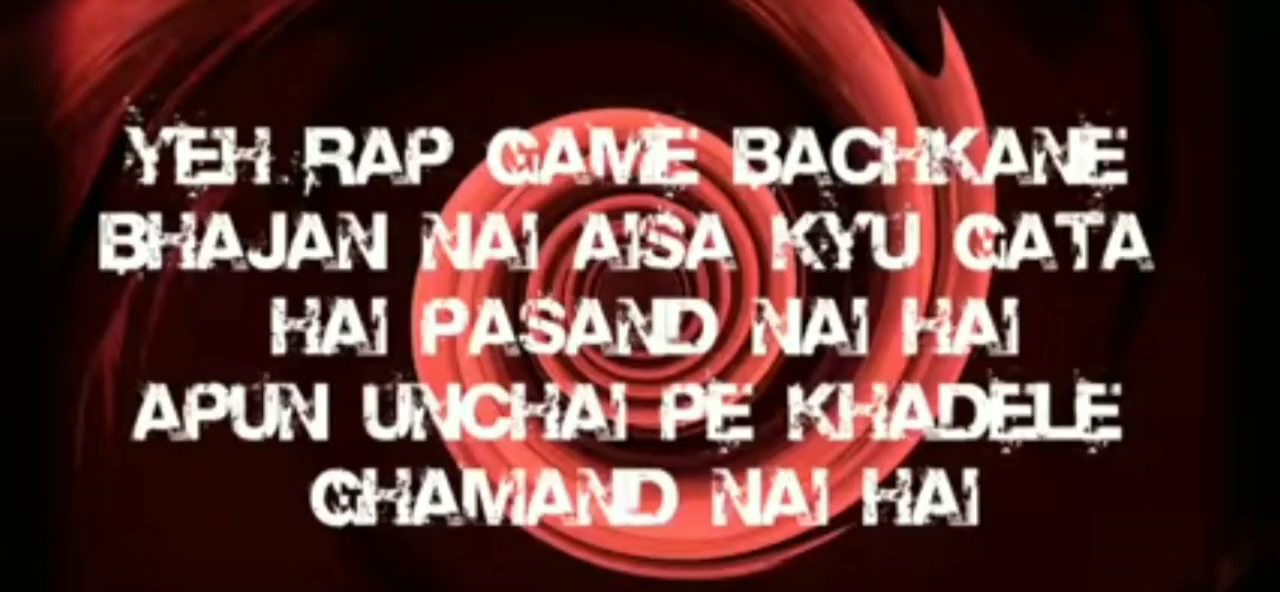 YEH RAP GAME BACHKANE
BHAJAN NAI AISA KYU GATA
HAI PASAND NAI HAI
APUN UNCHAI PE KHADELE
GHAMAND NAI HAI